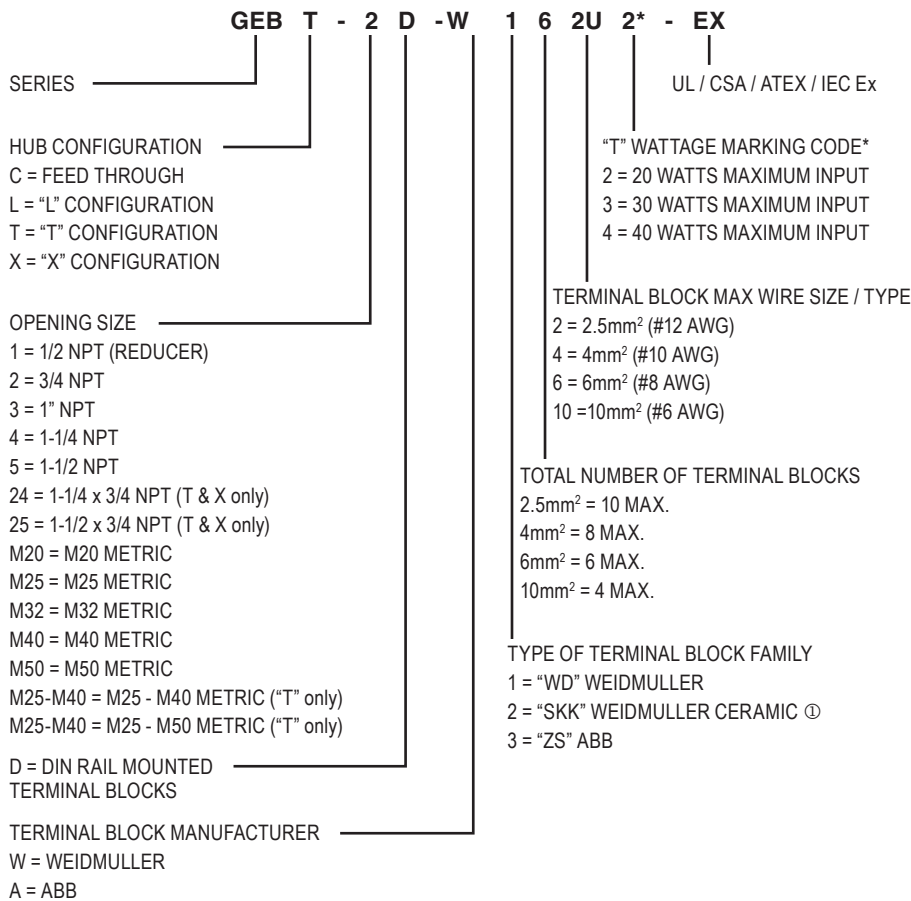 GEB T - 2 D - W 1 6 2U 2* - EX
SERIES
UL / CSA / ATEX / IEC Ex
HUB CONFIGURATION
C = FEED THROUGH
L = “L” CONFIGURATION
T = “T” CONFIGURATION
X = “X” CONFIGURATION
“T” WATTAGE MARKING CODE*
2 = 20 WATTS MAXIMUM INPUT
3 = 30 WATTS MAXIMUM INPUT
4 = 40 WATTS MAXIMUM INPUT
OPENING SIZE
1 = 1/2 NPT (REDUCER)
2 = 3/4 NPT
3 = 1” NPT
4 = 1-1/4 NPT
5 = 1-1/2 NPT
24 = 1-1/4 x 3/4 NPT (T & X only)
25 = 1-1/2 x 3/4 NPT (T & X only)
M20 = M20 METRIC
M25 = M25 METRIC
M32 = M32 METRIC
M40 = M40 METRIC
M50 = M50 METRIC
M25-M40 = M25 - M40 METRIC (“T” only)
M25-M40 = M25 - M50 METRIC (“T” only)
TERMINAL BLOCK MAX WIRE SIZE / TYPE
2 = 2.5mm² (#12 AWG)
4 = 4mm² (#10 AWG)
6 = 6mm² (#8 AWG)
10 =10mm² (#6 AWG)
TOTAL NUMBER OF TERMINAL BLOCKS
2.5mm² = 10 MAX.
4mm² = 8 MAX.
6mm² = 6 MAX.
10mm² = 4 MAX.
TYPE OF TERMINAL BLOCK FAMILY
1 = “WD” WEIDMULLER
2 = “SKK” WEIDMULLER CERAMIC ①
3 = “ZS” ABB
D = DIN RAIL MOUNTED
TERMINAL BLOCKS
TERMINAL BLOCK MANUFACTURER
W = WEIDMULLER
A = ABB